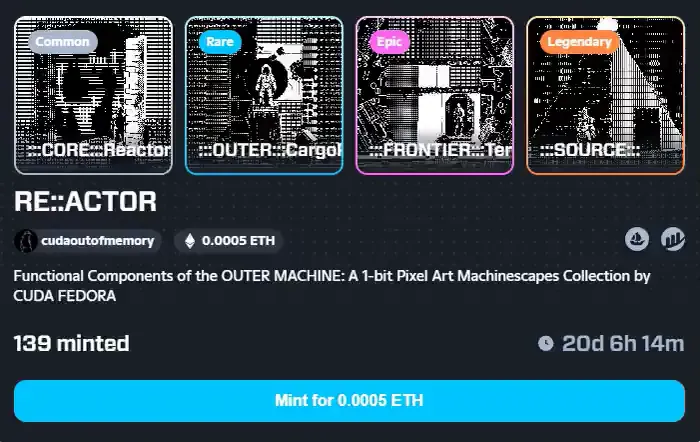 Common
Rare
Epic
Legendary
:::CORE::Reactor
:::OUTER:::Cargo
:::FRONTIER:::Ter
:::SOURCE:::
RE::ACTOR
cudaoutofmemory
0.0005 ETH
Functional Components of the OUTER MACHINE: A 1-bit Pixel Art Machinescapes Collection by
CUDA FEDORA
139 minted
20d 6h 14m
Mint for 0.0005 ETH